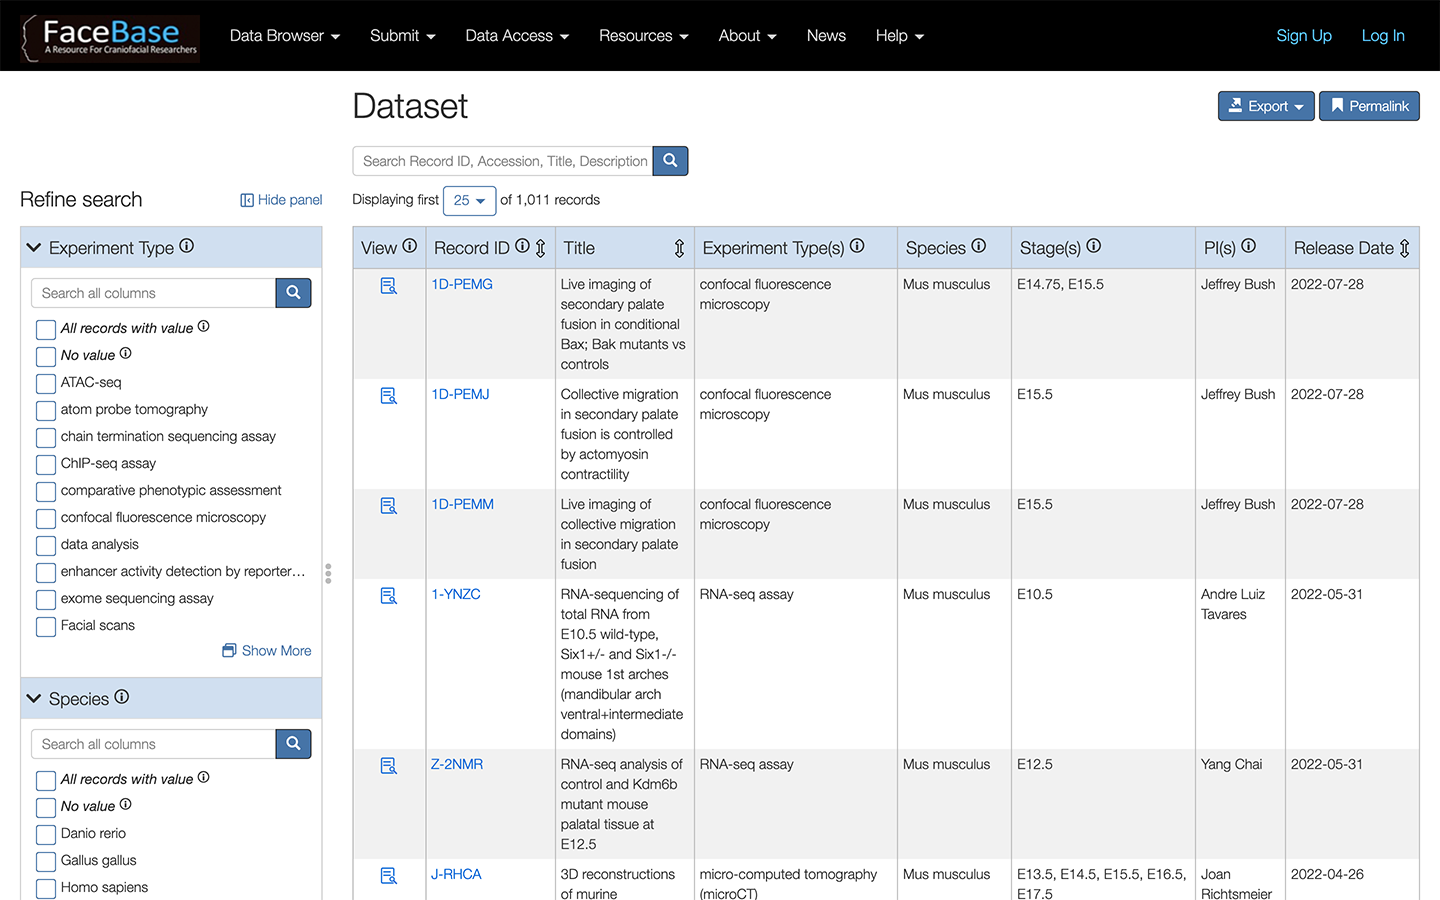 FaceBase
A Resource For Craniofacial Researchers
Data Browser
Submit
Data Access
Resources
About
News
Help
Sign Up
Log In
Dataset
Export
Permalink
Search Record ID, Accession, Title, Description
Displaying first 25 of 1,011 records
Refine search
Hide panel
Experiment Type
Search all columns
All records with value
No value
ATAC-seq
atom probe tomography
chain termination sequencing assay
ChIP-seq assay
comparative phenotypic assessment
confocal fluorescence microscopy
data analysis
enhancer activity detection by reporter…
exome sequencing assay
Facial scans
Show More
Species
Search all columns
All records with value
No value
Danio rerio
Gallus gallus
Homo sapiens
View
Record ID
Title
Experiment Type(s)
Species
Stage(s)
PI(s)
Release Date
1D-PEMG
Live imaging of
secondary palate
fusion in conditional
Bax; Bak mutants vs
controls
confocal fluorescence
microscopy
Mus musculus
E14.75, E15.5
Jeffrey Bush
2022-07-28
1D-PEMJ
Collective migration
in secondary palate
fusion is controlled
by actomyosin
contractility
confocal fluorescence
microscopy
Mus musculus
E15.5
Jeffrey Bush
2022-07-28
1D-PEMM
Live imaging of
collective migration
in secondary palate
fusion
confocal fluorescence
microscopy
Mus musculus
E15.5
Jeffrey Bush
2022-07-28
1-YNZC
RNA-sequencing of
total RNA from
E10.5 wild-type,
Six1+/- and Six1-/-
mouse 1st arches
(mandibular arch
ventral+intermediate
domains)
RNA-seq assay
Mus musculus
E10.5
Andre Luiz
Tavares
2022-05-31
Z-2NMR
RNA-seq analysis of
control and Kdm6b
mutant mouse
palatal tissue at
E12.5
RNA-seq assay
Mus musculus
E12.5
Yang Chai
2022-05-31
J-RHCA
3D reconstructions
of murine
micro-computed tomography
(microCT)
Mus musculus
E13.5, E14.5, E15.5, E16.5,
E17.5
Joan
Richtsmeier
2022-04-26